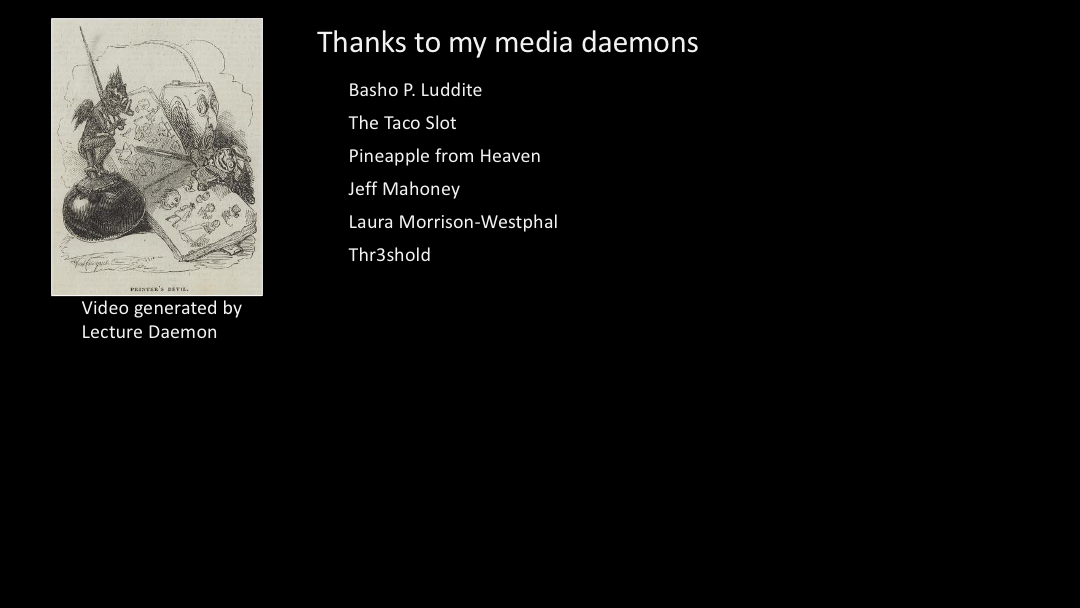 Thanks to my media daemons
Basho P. Luddite
The Taco Slot
Pineapple from Heaven
Jeff Mahoney
Laura Morrison-Westphal
Thr3shold
PRINTER'S DEVIL.
Video generated by
Lecture Daemon